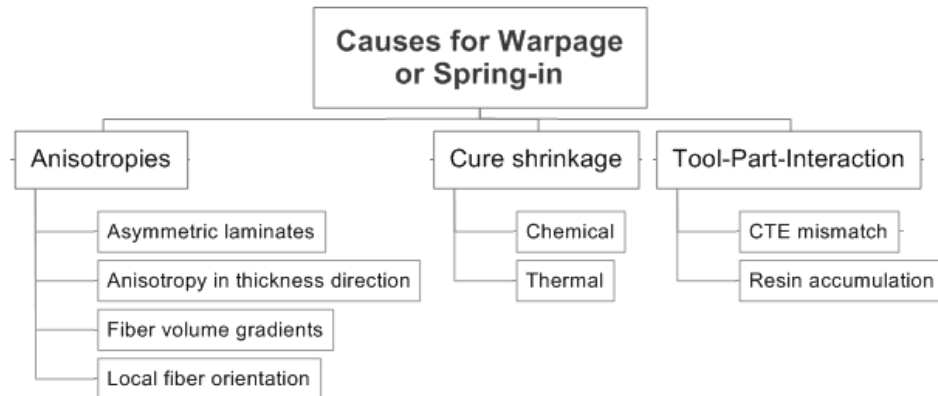 Causes for Warpage
or Spring-in
Anisotropies
Asymmetric laminates
Anisotropy in thickness direction
Fiber volume gradients
Local fiber orientation
Cure shrinkage
Chemical
Thermal
Tool-Part-Interaction
CTE mismatch
Resin accumulation